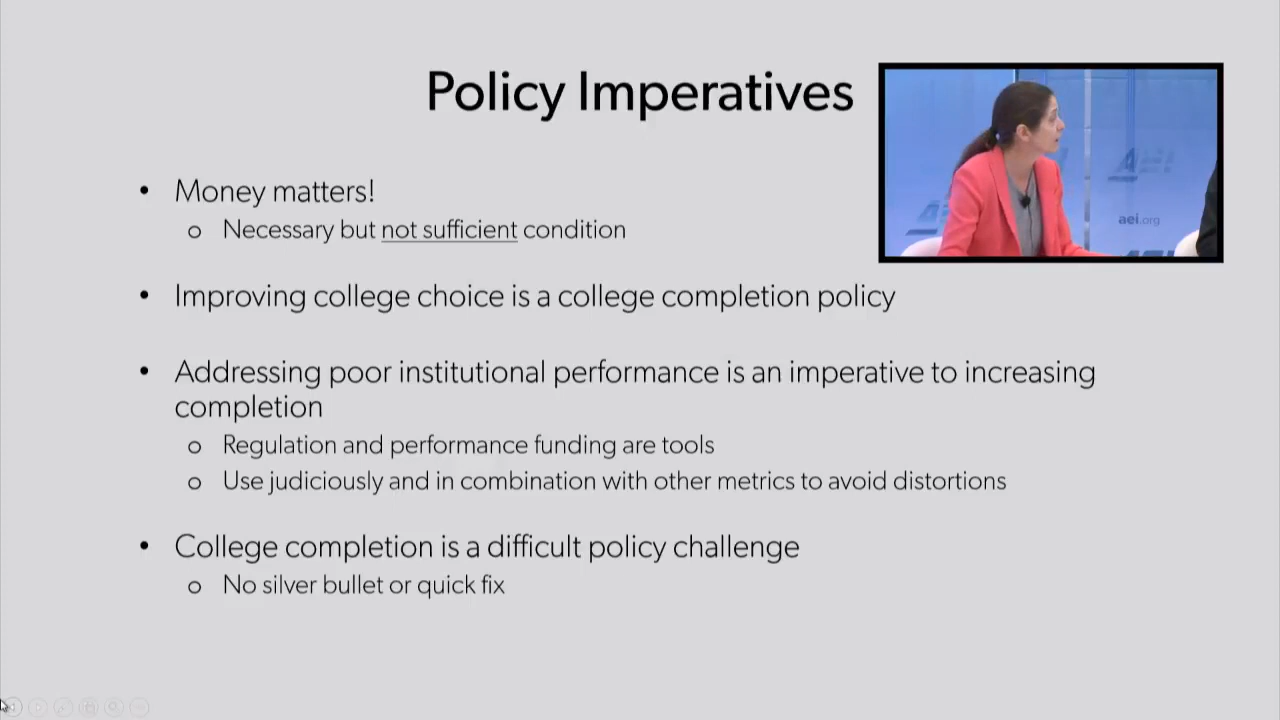 Policy Imperatives
• Money matters!
o Necessary but not sufficient condition
• Improving college choice is a college completion policy
• Addressing poor institutional performance is an imperative to increasing
completion
o Regulation and performance funding are tools
o Use judiciously and in combination with other metrics to avoid distortions
• College completion is a difficult policy challenge
o No silver bullet or quick fix
AEI
aei.org